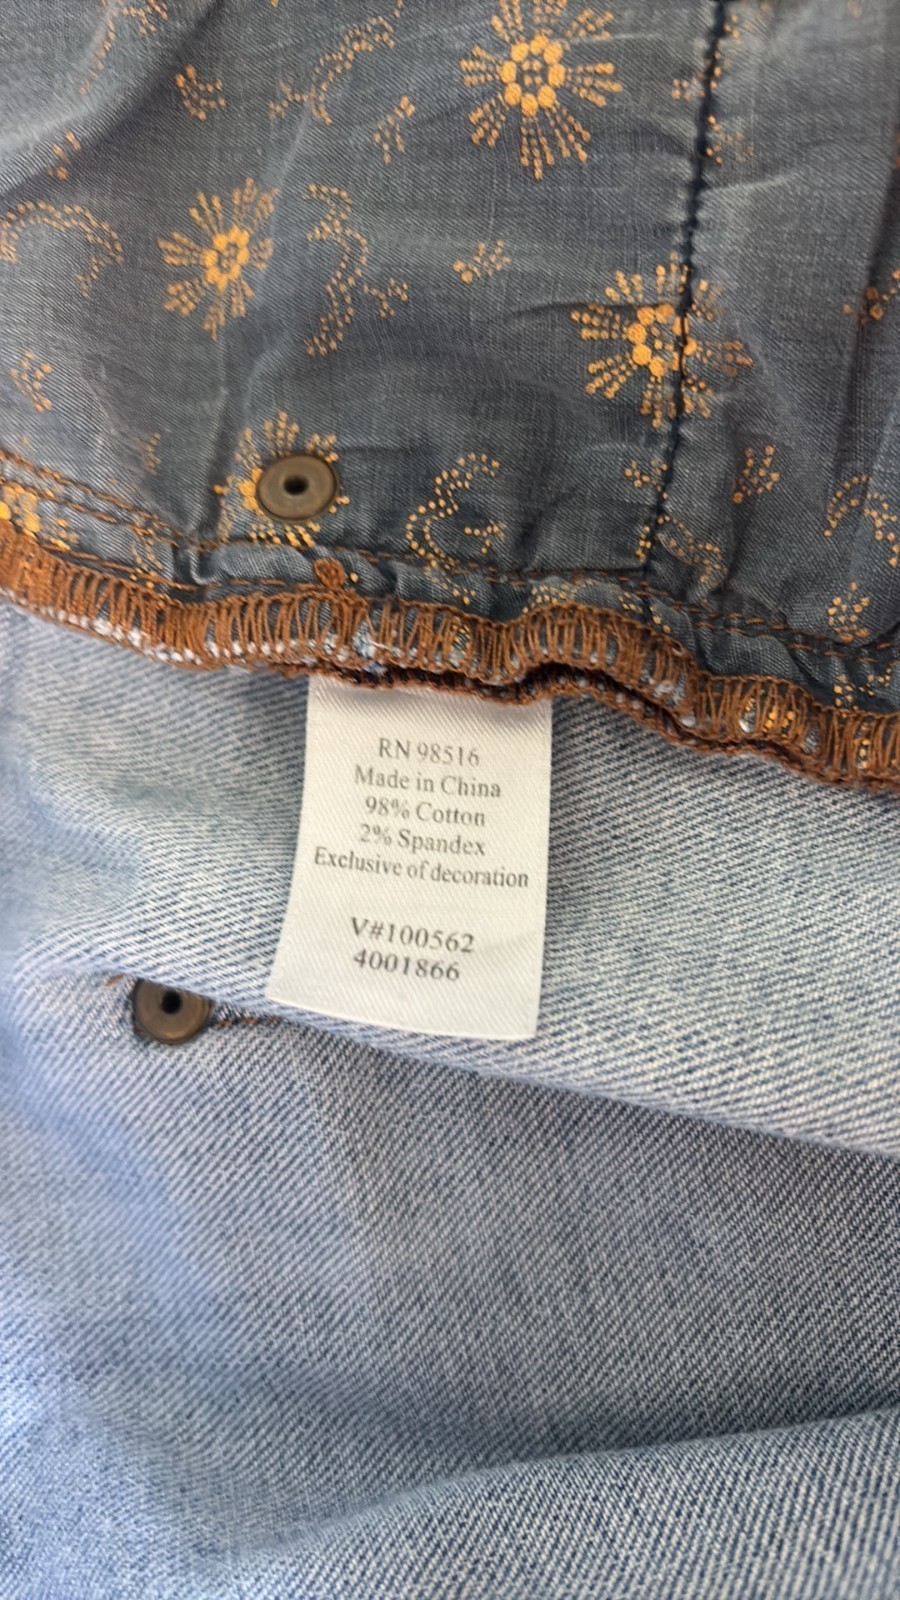 RN 98516
Made in China
98% Cotton
2% Spandex
Exclusive of decoration
V#100562
4001866